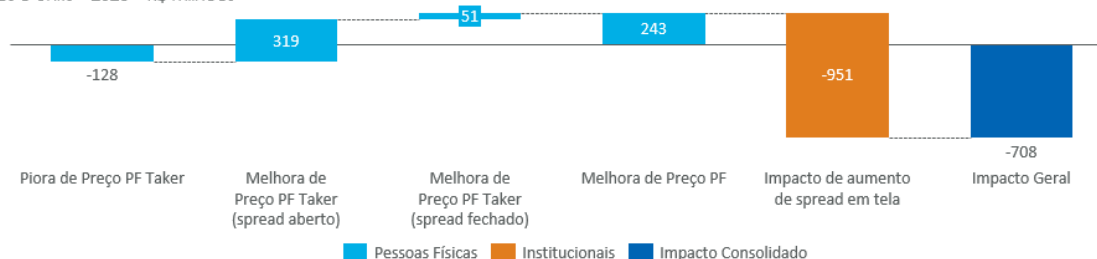 51
319
243
-128
-951
-708
Piora de Preço PF Taker
Melhora de
Preço PF Taker
(spread aberto)
Melhora de
Preço PF Taker
(spread fechado)
Melhora de Preço PF
Impacto de aumento
de spread em tela
Impacto Geral
Pessoas Físicas
Institucionais
Impacto Consolidado